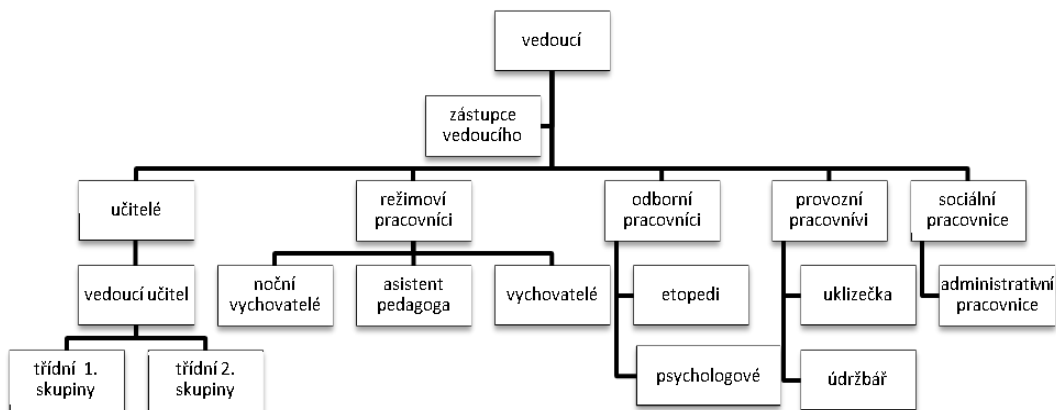 vedoucí
zástupce
vedoucího
učitelé
režimoví
pracovníci
odborní
pracovníci
provozní
pracovnívi
sociální
pracovnice
vedoucí učitel
noční
vychovatelé
asistent
pedagoga
vychovatelé
etopedi
uklizečka
administrativní
pracovnice
třídní 1.
skupiny
třídní 2.
skupiny
psychologové
údržbář